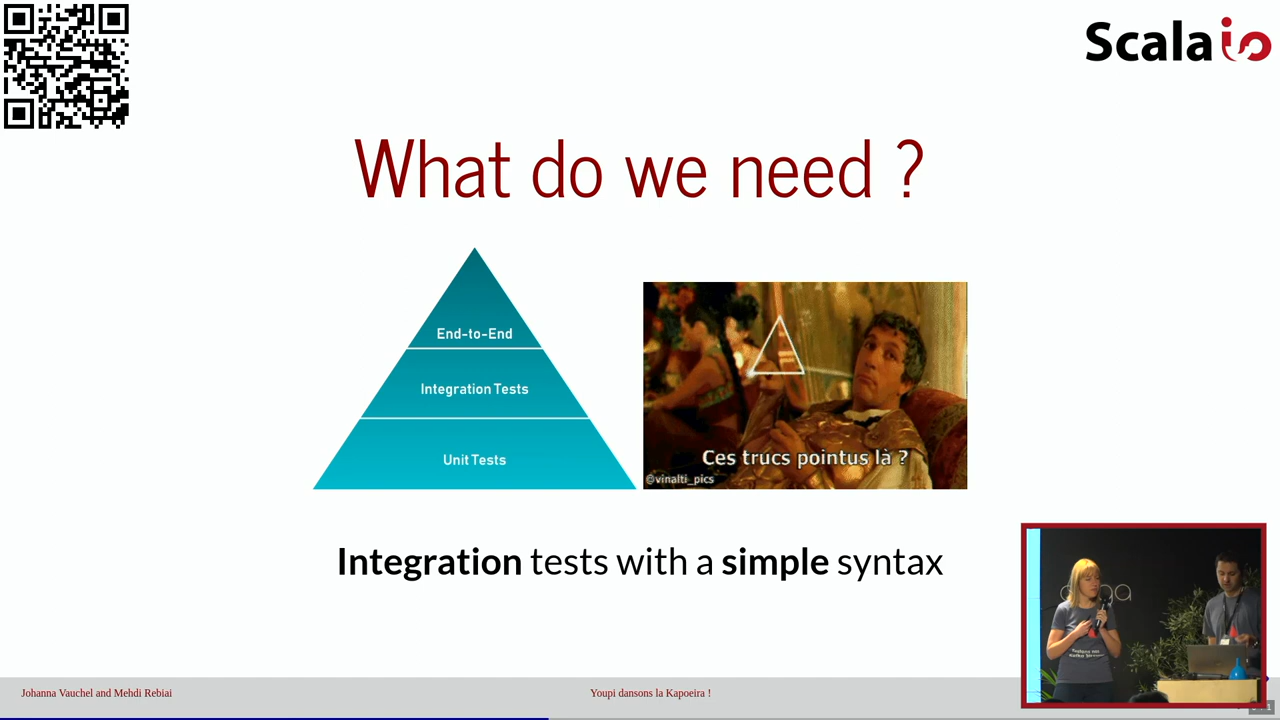 Scala io
What do we need ?
End-to-End
Integration Tests
Unit Tests
Ces trucs pointus là ?
@vinalti_pics
Integration tests with a simple syntax
Johanna Vauchel and Mehdi Rebiai
Youpi dansons la Kapoeira !